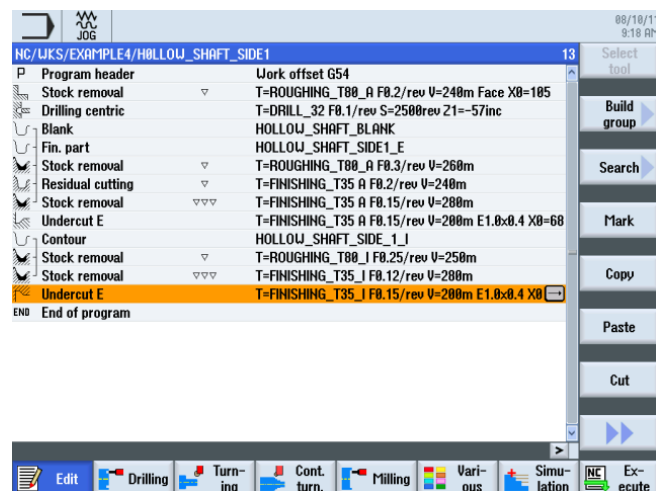 JOG
08/10/1
9:18 AM
NC/WKS/EXAMPLE4/HOLLOW_SHAFT_SIDE1 13
Select tool
P Program header Work offset G54
Stock removal ▽ T=ROUGHING_T80_A F0.2/rev V=240m Face X0=105
Drilling centric T=DRILL_32 F0.1/rev S=2500rev Z1=-57inc
Blank HOLLOW_SHAFT_BLANK
Fin. part HOLLOW_SHAFT_SIDE1_E
Stock removal ▽ T=ROUGHING_T80_A F0.3/rev V=260m
Residual cutting ▽ T=FINISHING_T35 A F0.2/rev V=240m
Stock removal ▽▽▽ T=FINISHING_T35 A F0.15/rev V=280m
Undercut E T=FINISHING_T35 A F0.15/rev V=200m E1.0x0.4 X0=68
Contour HOLLOW_SHAFT_SIDE_1_I
Stock removal ▽ T=ROUGHING_T80_I F0.25/rev V=250m
Stock removal ▽▽▽ T=FINISHING_T35_I F0.12/rev V=280m
Undercut E T=FINISHING_T35_I F0.15/rev V=200m E1.0x0.4 X0
END End of program
Build group
Search
Mark
Copy
Paste
Cut
Edit
Drilling
Turn-
ing
Cont.
turn.
Milling
Vari-
ous
Simu-
lation
NC Ex-
ecute